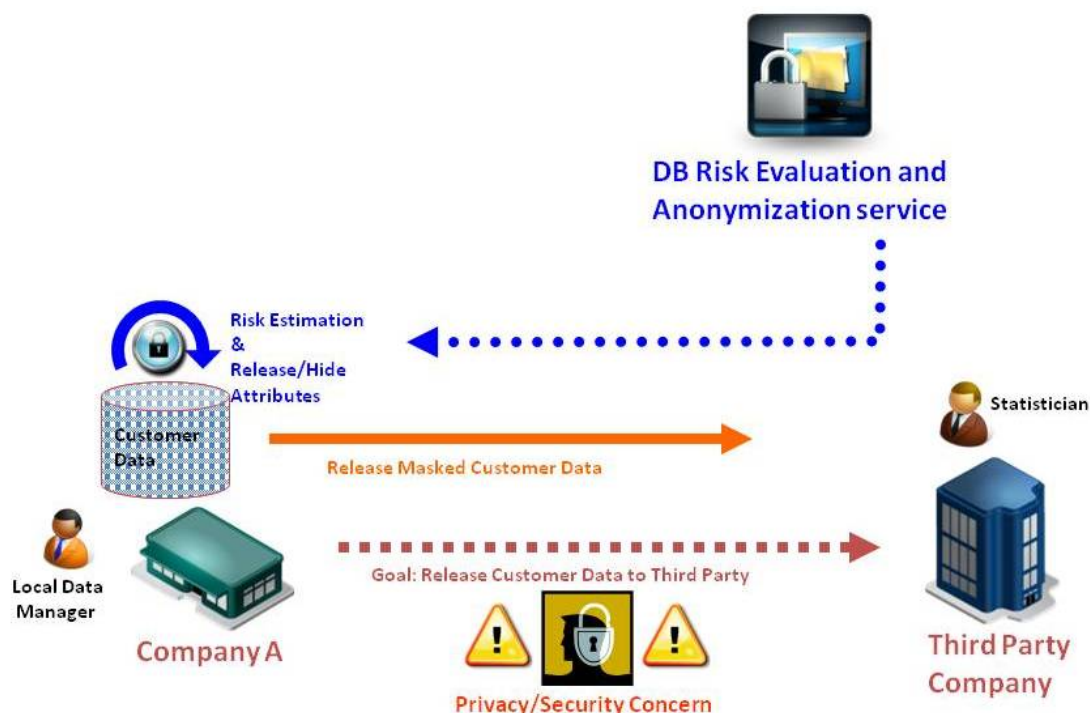 DB Risk Evaluation and
Anonymization service
Risk Estimation
&
Release/Hide
Attributes
Customer
Data
Release Masked Customer Data
Statistician
Local Data
Manager
Goal: Release Customer Data to Third Party
Company A
Privacy/Security Concern
Third Party
Company